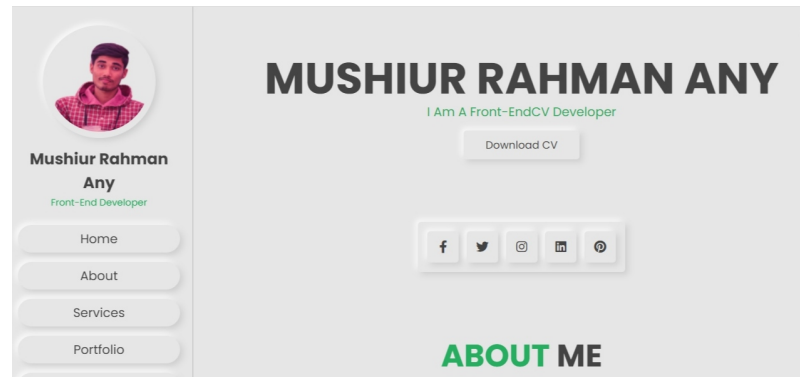 Mushiur Rahman
Any
Front-End Developer
Home
About
Services
Portfolio
MUSHIUR RAHMAN ANY
I Am A Front-EndCV Developer
Download CV
ABOUT ME